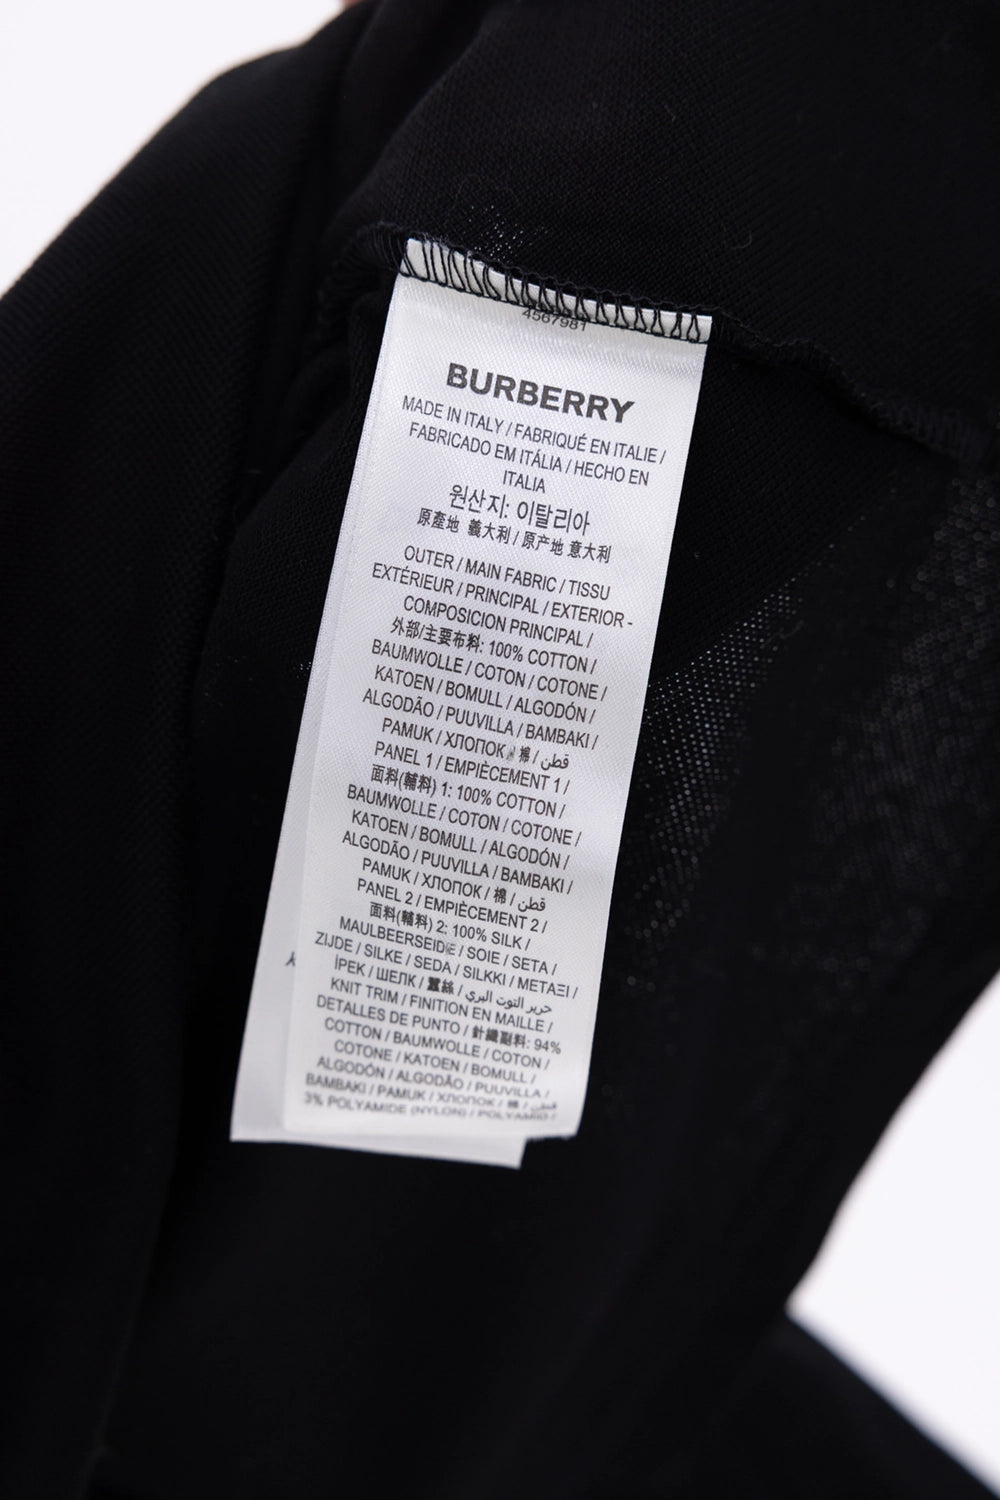 4567981
BURBERRY
MADE IN ITALY / FABRIQUÉ EN ITALIE /
FABRICADO EM ITÁLIA / HECHO EN
ITALIA
원산지: 이탈리아
原產地 義大利 / 原产地 意大利
OUTER / MAIN FABRIC / TISSU
EXTÉRIEUR / PRINCIPAL / EXTERIOR -
COMPOSICION PRINCIPAL /
外部/主要布料: 100% COTTON /
BAUMWOLLE / COTON / COTONE /
KATOEN / BOMULL / ALGODÓN /
ALGODÃO / PUUVILLA / BAMBAKI /
PAMUK / ХЛОПОК / 棉 / قطن /
PANEL 1 / EMPIÈCEMENT 1 /
面料(輔料) 1: 100% COTTON /
BAUMWOLLE / COTON / COTONE /
KATOEN / BOMULL / ALGODÓN /
ALGODÃO / PUUVILLA / BAMBAKI /
PAMUK / ХЛОПОК / 棉 / قطن /
PANEL 2 / EMPIÈCEMENT 2 /
面料(輔料) 2: 100% SILK /
MAULBEERSEIDE / SOIE / SETA /
ZIJDE / SILKE / SEDA / SILKKI / ΜΕΤΑΞΙ /
İPEK / ШЕЛК / 蠶絲 / حرير التوت البري /
KNIT TRIM / FINITION EN MAILLE /
DETALLES DE PUNTO / 針織副料: 94%
COTTON / BAUMWOLLE / COTON /
COTONE / KATOEN / BOMULL /
ALGODÓN / ALGODÃO / PUUVILLA /
BAMBAKI / PAMUK / ХЛОПОК / 棉 / قطن
3% POLYAMIDE (NYLON) / POLYAMID /